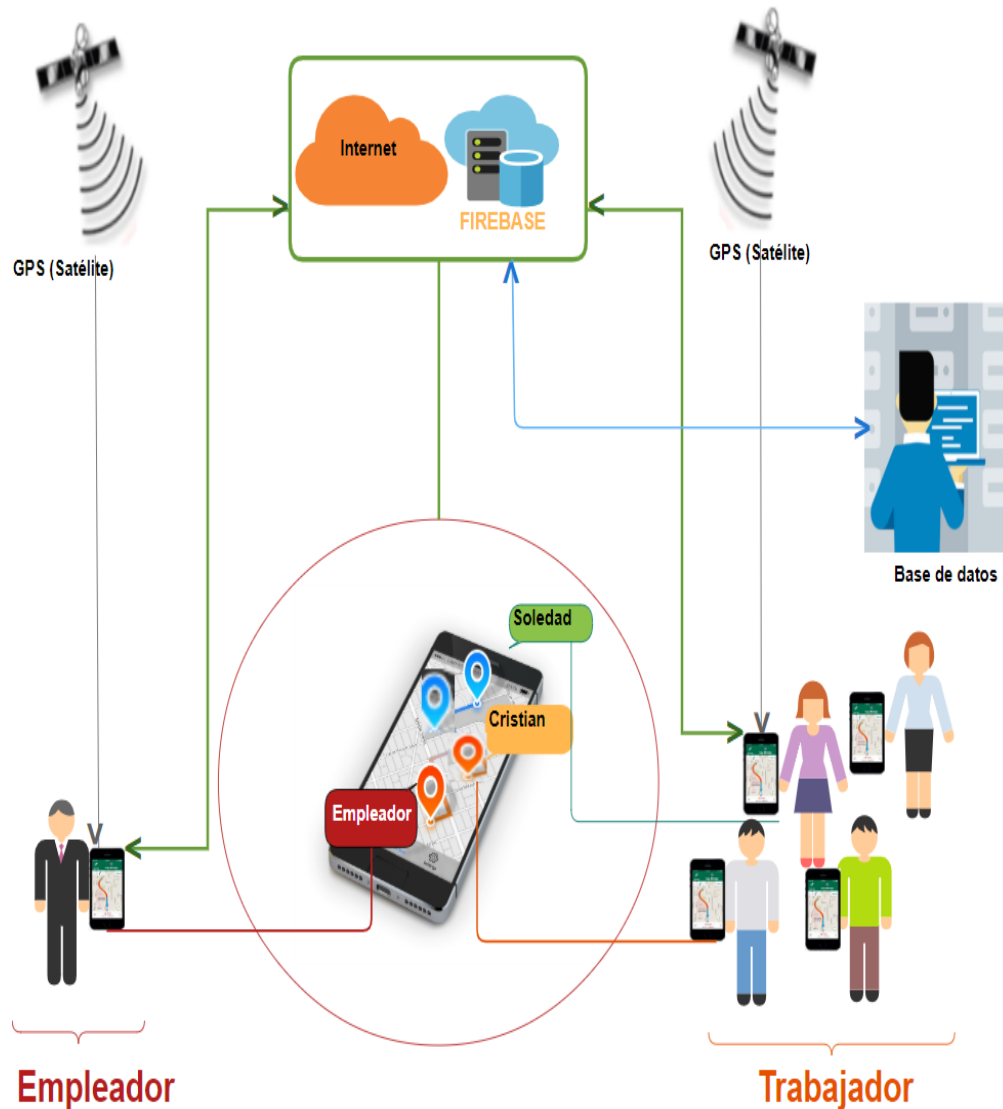 Internet
FIREBASE
GPS (Satélite)
GPS (Satélite)
Base de datos
Soledad
Cristian
Empleador
Empleador
Trabajador